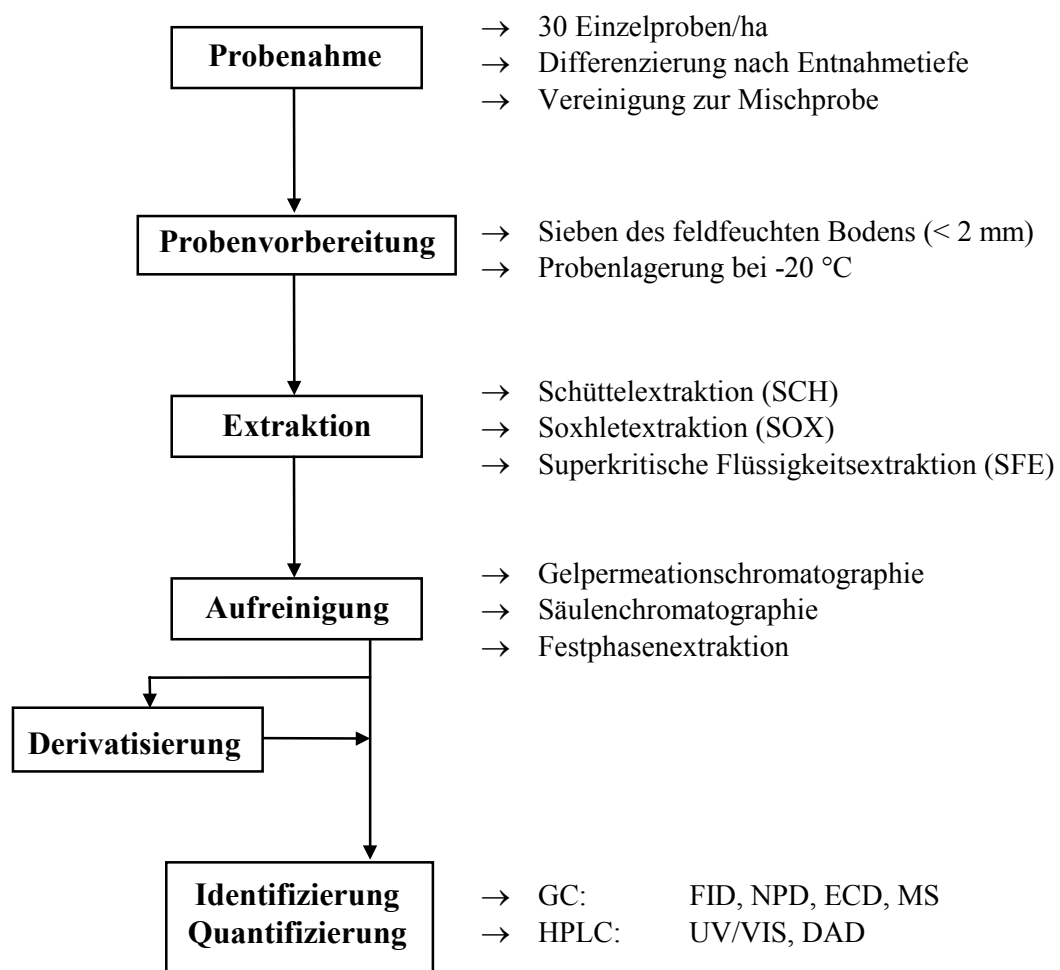 Probenahme
→ 30 Einzelproben/ha
→ Differenzierung nach Entnahmetiefe
→ Vereinigung zur Mischprobe
Probenvorbereitung
→ Sieben des feldfeuchten Bodens (< 2 mm)
→ Probenlagerung bei -20 °C
Extraktion
→ Schüttelextraktion (SCH)
→ Soxhletextraktion (SOX)
→ Superkritische Flüssigkeitsextraktion (SFE)
Aufreinigung
→ Gelpermeationschromatographie
→ Säulenchromatographie
→ Festphasenextraktion
Derivatisierung
Identifizierung
Quantifizierung
→ GC: FID, NPD, ECD, MS
→ HPLC: UV/VIS, DAD